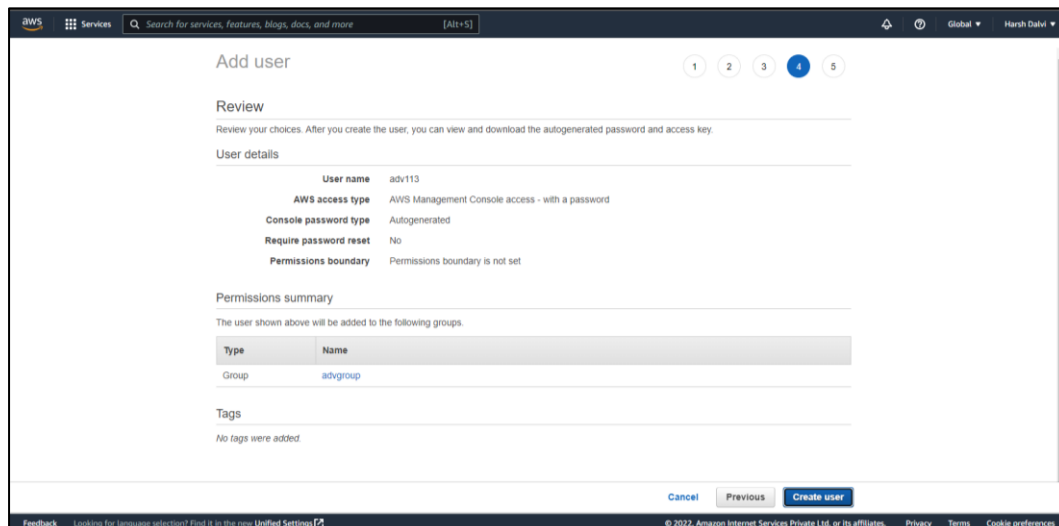 aws Services Search for services, features, blogs, docs, and more [Alt+S] Global Harsh Dalvi
Add user 1 2 3 4 5
Review
Review your choices. After you create the user, you can view and download the autogenerated password and access key.
User details
User name adv113
AWS access type AWS Management Console access - with a password
Console password type Autogenerated
Require password reset No
Permissions boundary Permissions boundary is not set
Permissions summary
The user shown above will be added to the following groups.
Type Name
Group advgroup
Tags
No tags were added.
Cancel Previous Create user
Feedback Looking for language selection? Find it in the new Unified Settings © 2022, Amazon Internet Services Private Ltd. or its affiliates. Privacy Terms Cookie preferences